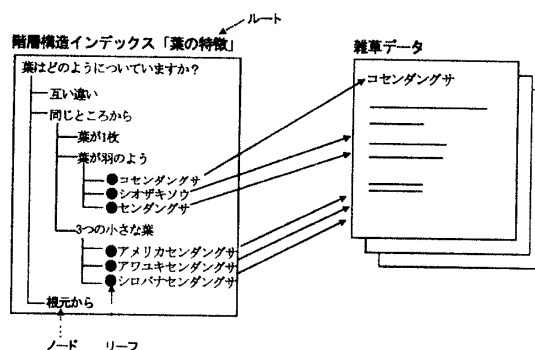 ルート
階層構造インデックス「葉の特徴」
葉はどのようについていますか?
互い違い
同じところから
葉が1枚
葉が羽のよう
●コセンダングサ
●シオザキソウ
●センダングサ
3つの小さな葉
●アメリカセンダングサ
●アワユキセンダングサ
●シロバナセンダングサ
根元から
ノード
リーフ
雑草データ
コセンダングサ